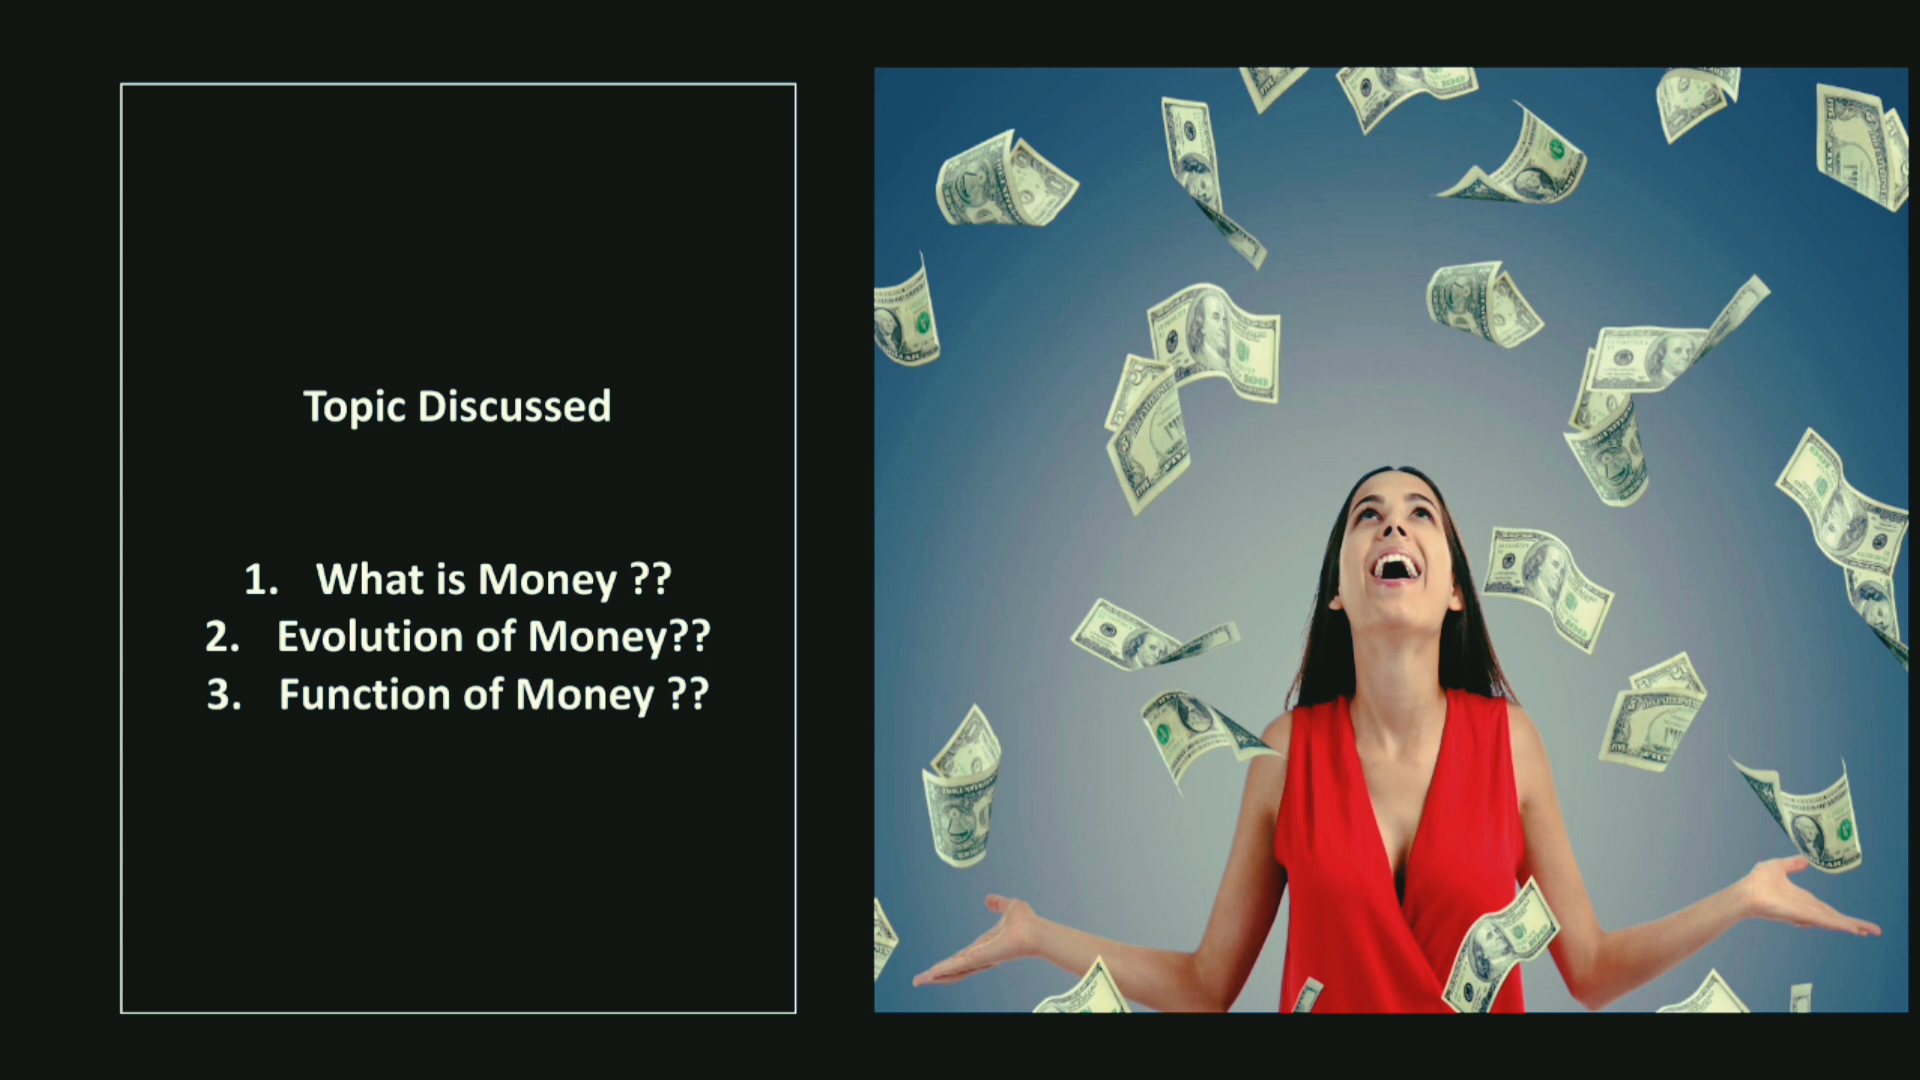 Topic Discussed
1. What is Money ??
2. Evolution of Money??
3. Function of Money ??